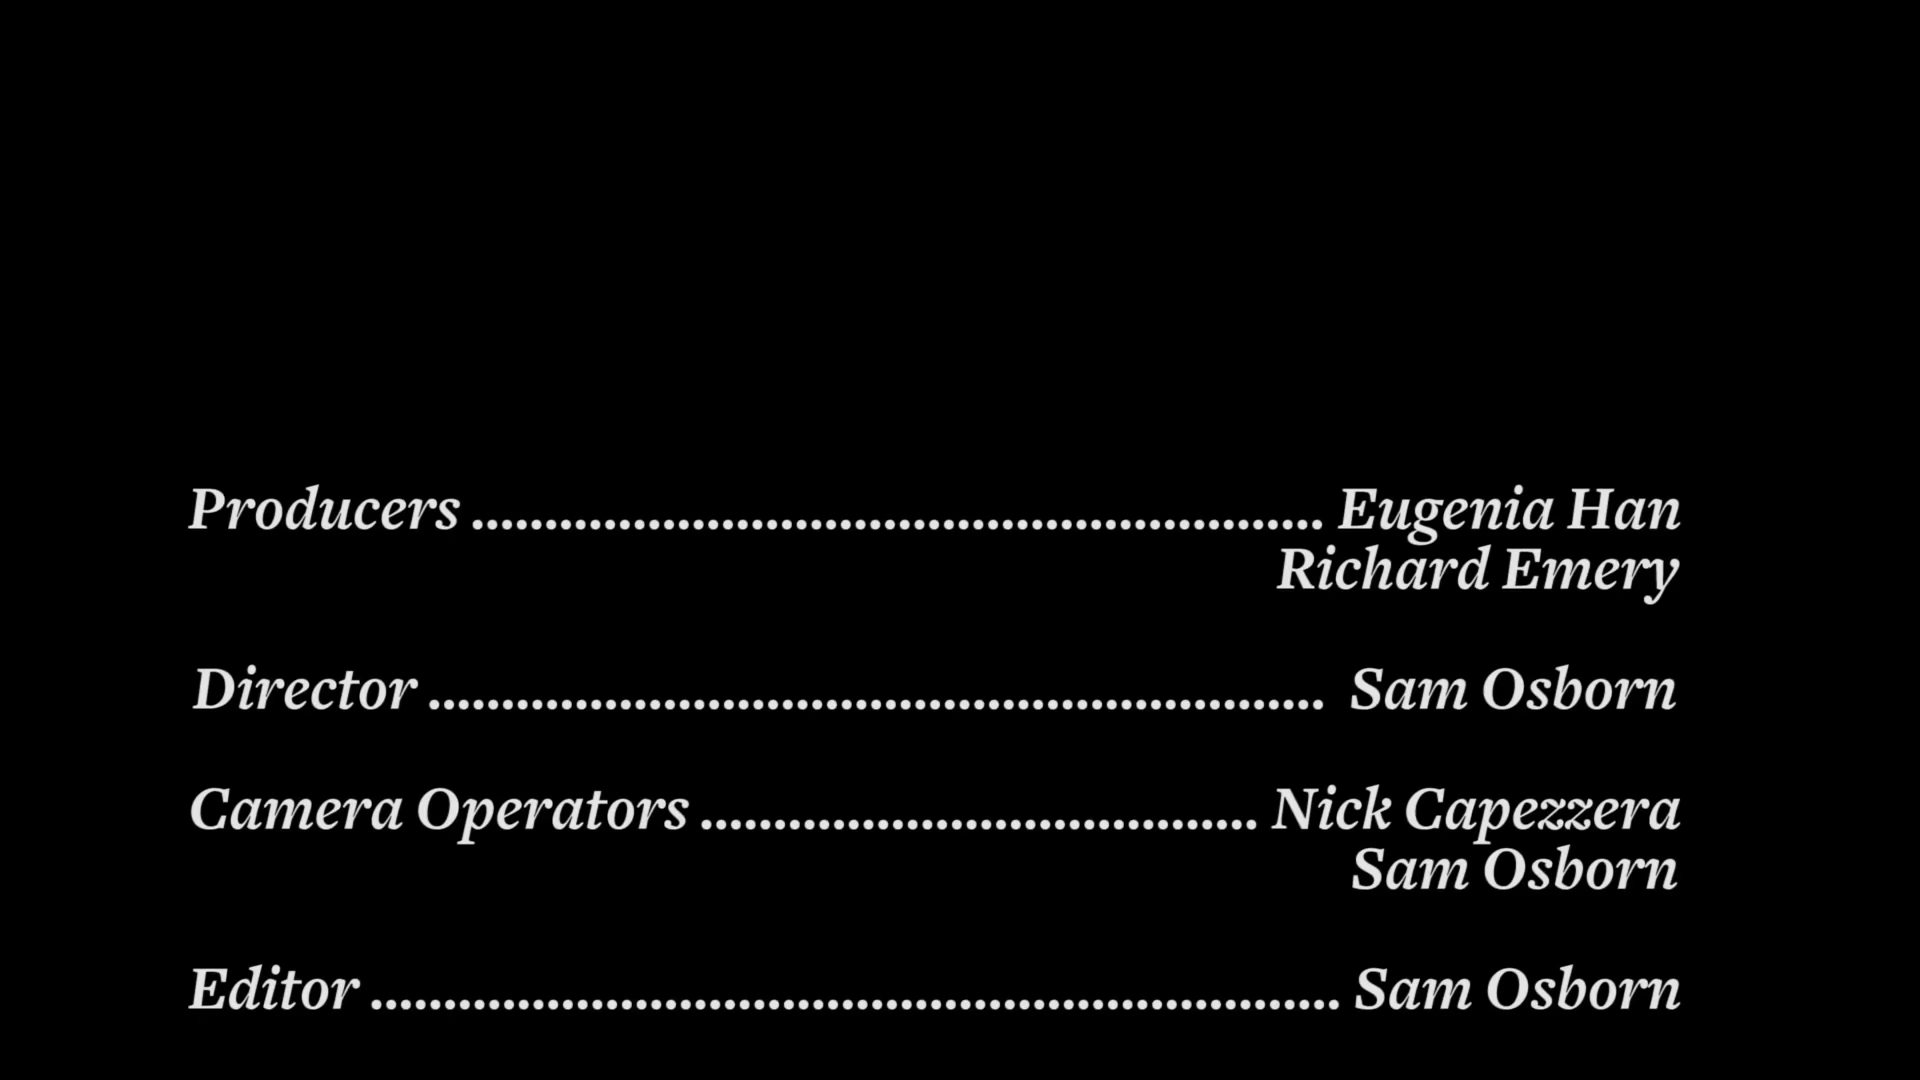 Producers .......................................................... Eugenia Han
Richard Emery
Director ............................................................. Sam Osborn
Camera Operators ...................................... Nick Capezzera
Sam Osborn
Editor .................................................................. Sam Osborn